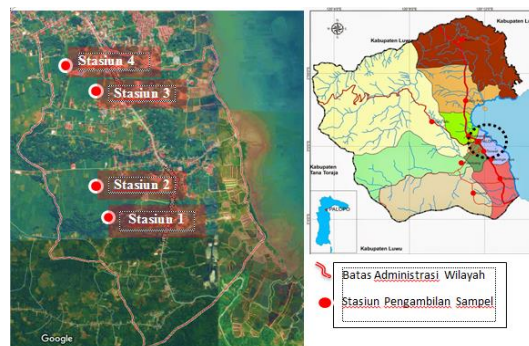 Stasiun 4
Stasiun 3
Stasiun 2
Stasiun 1
Google
Kabupaten Luwu
Kabupaten
Tana Toraja
PALOPO
Kabupaten Luwu
Batas Administrasi Wilayah
Stasiun Pengambilan Sampel